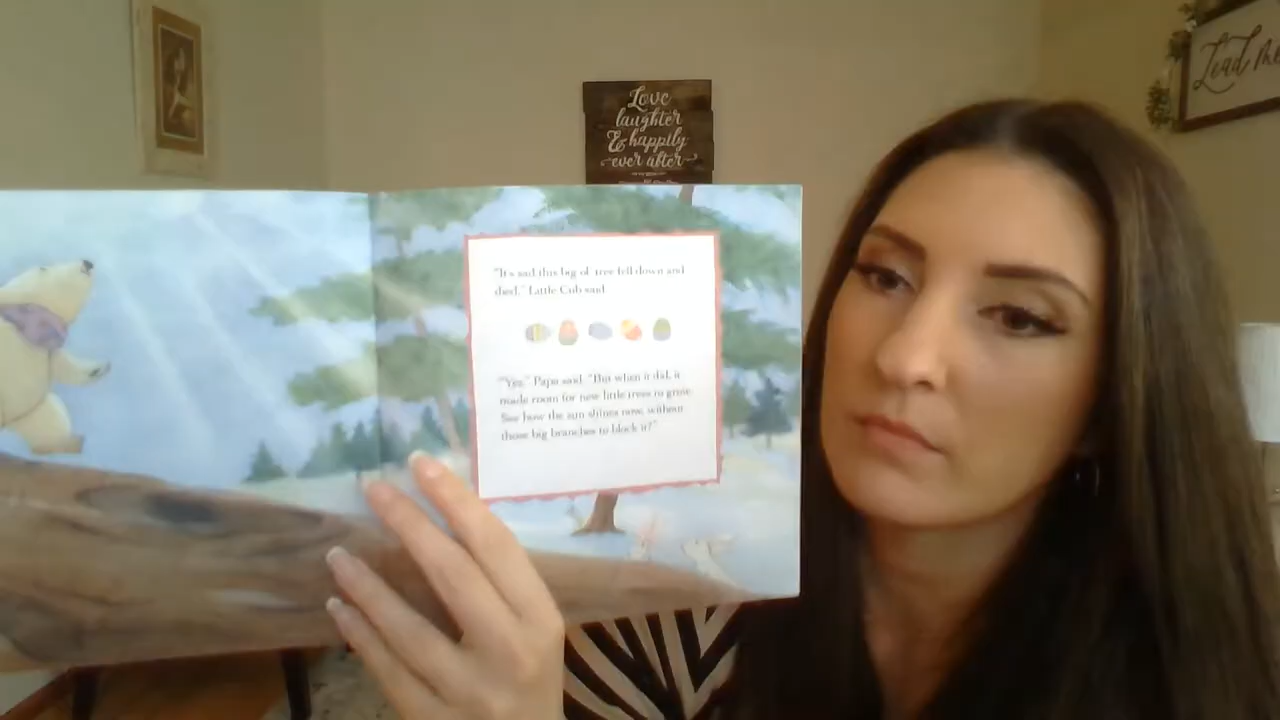 Love
laughter
& happily
ever after
Lead me
"It's sad this big ol' tree fell down and
died," Little Cub said.
"Yes," Papa said. "But when it did, it
made room for new little trees to grow.
See how the sun shines now, without
those big branches to block it?"